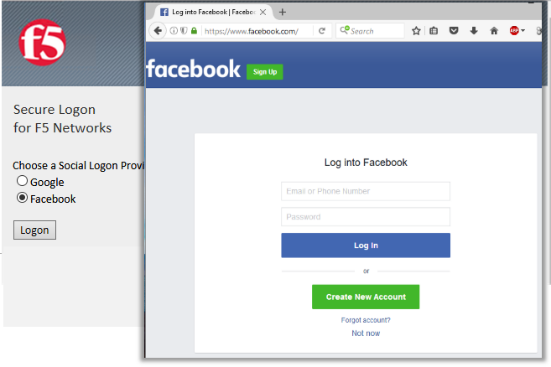 f5
Secure Logon
for F5 Networks
Choose a Social Logon Provi
Google
Facebook
Logon
Log into Facebook | Facebo
https://www.facebook.com/
Search
ABP
facebook
Sign Up
Log into Facebook
Email or Phone Number
Password
Log In
or
Create New Account
Forgot account?
Not now